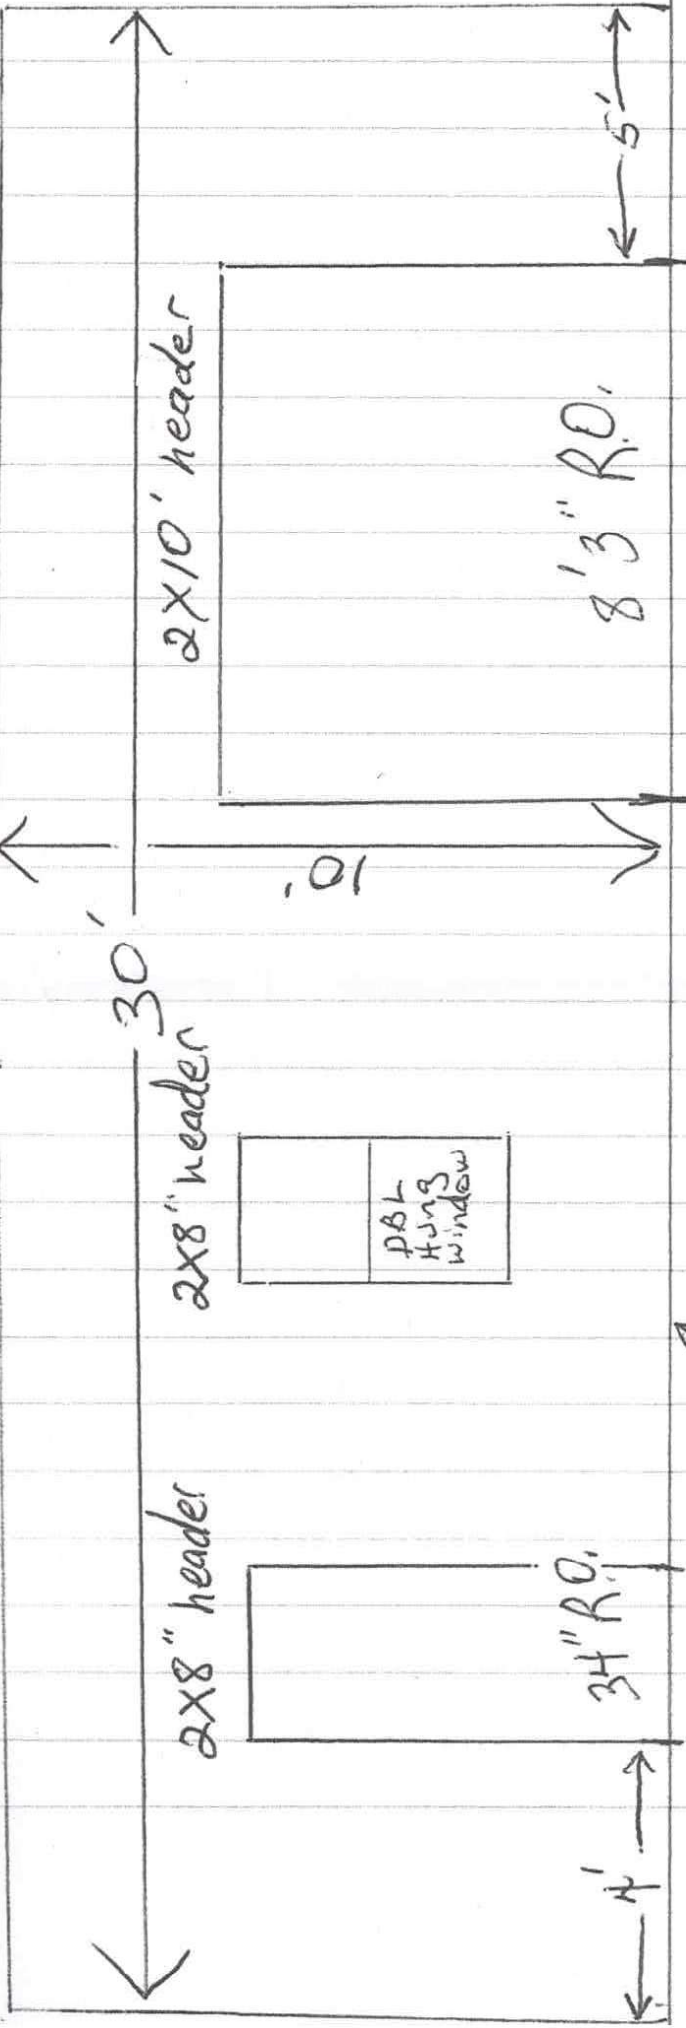 30'
2x8" header
2x8" header
2x10' header
10'
DBL
Hung
window
4'
34" R.O.
8'3" R.O.
5'